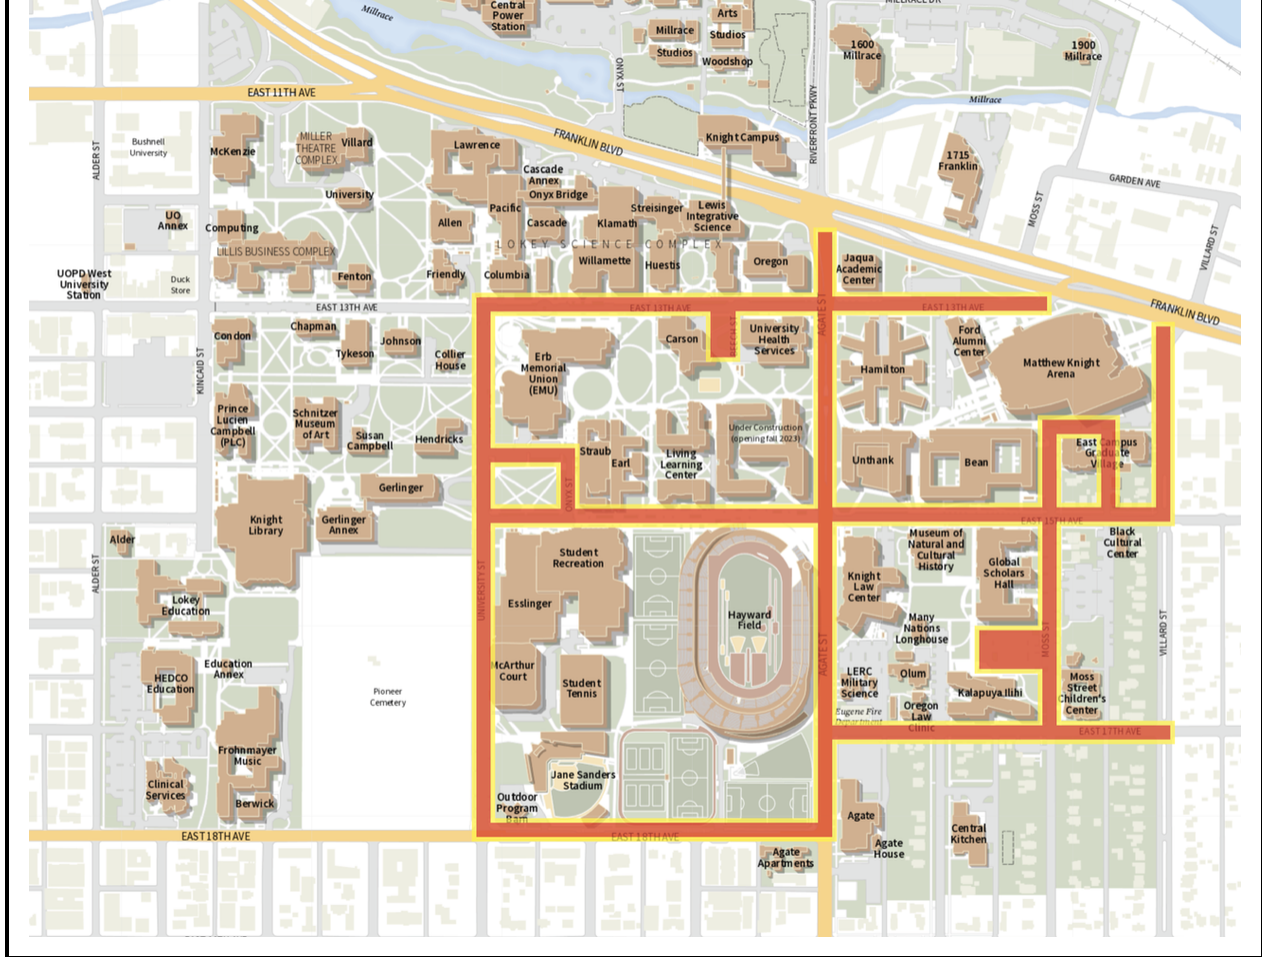 Central
Power
Station
Millrace
Arts
Studios
Millrace
Studios
Woodshop
1600
Millrace
1900
Millrace
Millrace
ONYX ST
RIVERFRONT PKWY
EAST 11TH AVE
FRANKLIN BLVD
ALDER ST
Bushnell
University
McKenzie
MILLER
THEATRE
COMPLEX
Villard
University
Lawrence
Cascade
Annex
Onyx Bridge
Pacific
Streisinger
Lewis
Integrative
Science
Knight Campus
1715
Franklin
GARDEN AVE
MOSS ST
VILLARD ST
UO
Annex
Computing
LILLIS BUSINESS COMPLEX
Allen
Cascade
Klamath
LOKEY SCIENCE COMPLEX
Willamette
Huestis
Oregon
Jaqua
Academic
Center
UOPD West
University
Station
Duck
Store
Fenton
Friendly
Columbia
EAST 13TH AVE
EAST 13TH AVE
EAST 13TH AVE
FRANKLIN BLVD
AGATE ST
BEECH ST
KINCAID ST
Condon
Chapman
Tykeson
Johnson
Collier
House
Erb
Memorial
Union
(EMU)
Carson
University
Health
Services
Hamilton
Ford
Alumni
Center
Matthew Knight
Arena
Prince
Lucien
Campbell
(PLC)
Schnitzer
Museum
of Art
Susan
Campbell
Hendricks
Straub
Earl
Living
Learning
Center
Under Construction
(opening fall 2023)
Unthank
Bean
East Campus
Graduate
Village
Gerlinger
Gerlinger
Annex
Knight
Library
ONYX ST
EAST 15TH AVE
Alder
ALDER ST
Lokey
Education
UNIVERSITY ST
Student
Recreation
Esslinger
Hayward
Field
Knight
Law
Center
Museum of
Natural and
Cultural
History
Global
Scholars
Hall
Black
Cultural
Center
Many
Nations
Longhouse
MOSS ST
VILLARD ST
AGATE ST
HEDCO
Education
Education
Annex
Pioneer
Cemetery
McArthur
Court
Student
Tennis
LERC
Military
Science
Olum
Kalapuya Ilihi
Moss
Street
Children's
Center
Eugene Fire
Department
Oregon
Law
Clinic
EAST 17TH AVE
Frohnmayer
Music
Clinical
Services
Berwick
Jane Sanders
Stadium
Outdoor
Program
Barn
EAST 18TH AVE
EAST 18TH AVE
Agate
Agate
House
Central
Kitchen
Agate
Apartments